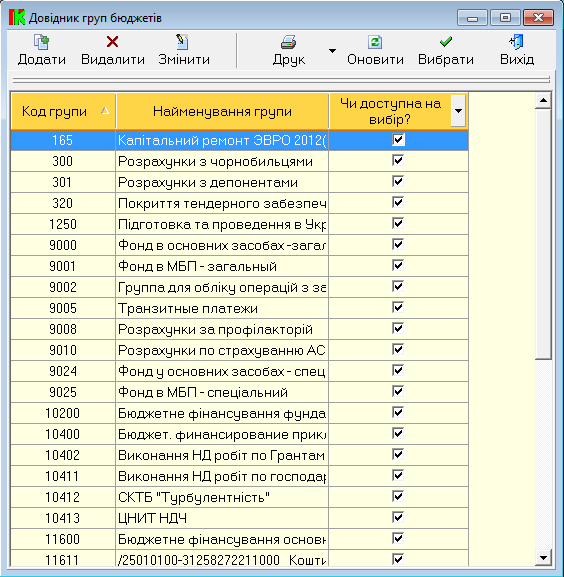 Довідник груп бюджетів
Додати Видалити Змінити Друк Оновити Вибрати Вихід
Код групи Найменування групи Чи доступна на вибір?
165 Капітальний ремонт ЭВРО 2012(
300 Розрахунки з чорнобильцями
301 Розрахунки з депонентами
320 Покриття тендерного забезпеч
1250 Підготовка та проведення в Укр
9000 Фонд в основних засобах -загал
9001 Фонд в МБП - загальный
9002 Группа для обліку операцій з за
9005 Транзитные платежи
9008 Розрахунки за профілакторій
9010 Розрахунки по страхуванню АС
9024 Фонд у основних засобах - спец
9025 Фонд в МБП - спеціальний
10200 Бюджетне фінансування фунда
10400 Бюджет. финансирование прикл
10402 Виконання НД робіт по Грантам
10411 Виконання НД робіт по господар
10412 СКТБ "Турбулентність"
10413 ЦНИТ НДЧ
11600 Бюджетне фінансування основн
11611 /25010100-31258272211000 Кошти